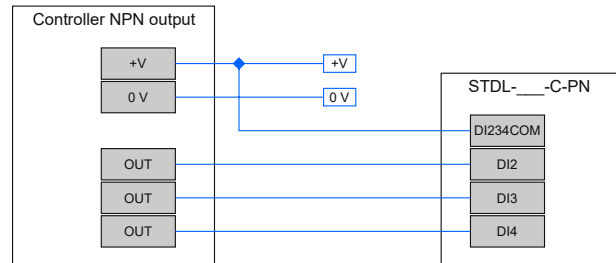 Controller NPN output
+V
+V
0 V
0 V
STDL-___-C-PN
DI234COM
OUT
DI2
OUT
DI3
OUT
DI4